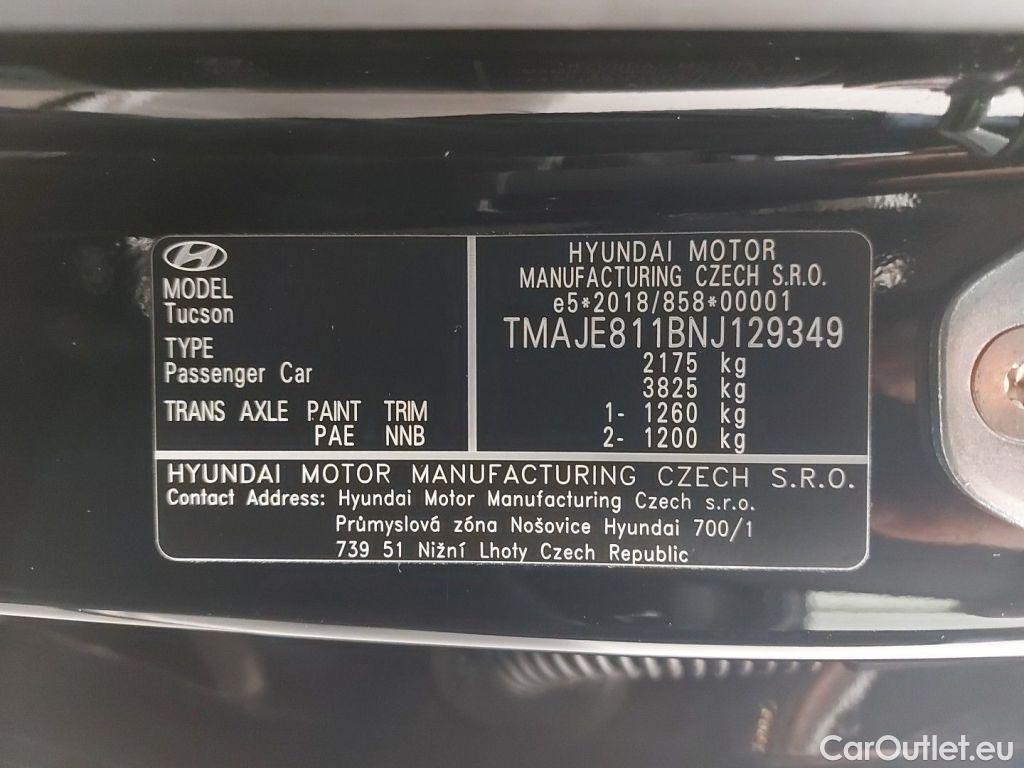 MODEL
Tucson
TYPE
Passenger Car
TRANS AXLE PAINT TRIM
PAE NNB
HYUNDAI MOTOR
MANUFACTURING CZECH S.R.O.
e5*2018/858*00001
TMAJE811BNJ129349
2175 kg
3825 kg
1- 1260 kg
2- 1200 kg
HYUNDAI MOTOR MANUFACTURING CZECH S.R.O.
Contact Address: Hyundai Motor Manufacturing Czech s.r.o.
Průmyslová zóna Nošovice Hyundai 700/1
739 51 Nižní Lhoty Czech Republic
CarOutlet.eu